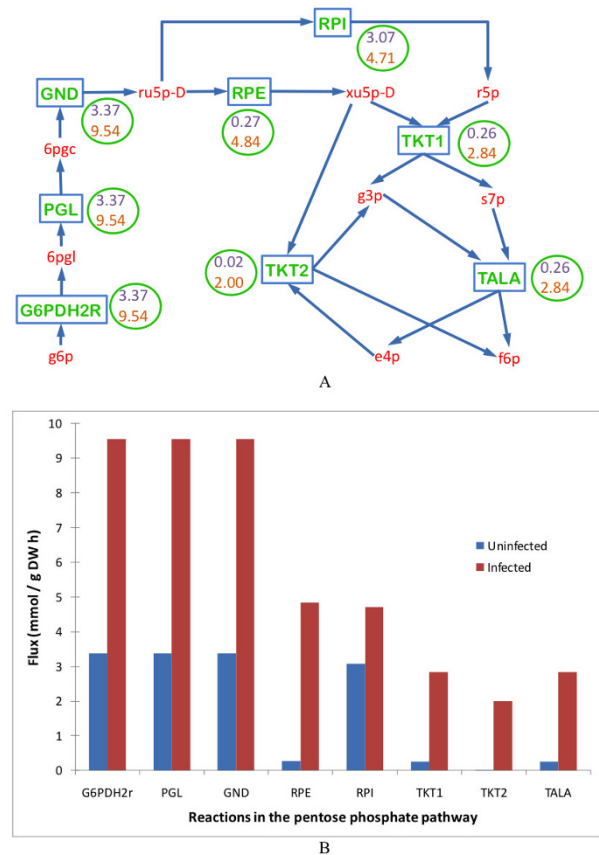 RPI
3.07
4.71
GND
ru5p-D
RPE
xu5p-D
r5p
3.37
9.54
0.27
4.84
TKT1
0.26
2.84
6pgc
g3p
s7p
PGL
3.37
9.54
6pgl
0.02
2.00
TKT2
TALA
0.26
2.84
G6PDH2R
3.37
9.54
g6p
e4p
f6p
A
10
9
8
7
6
5
4
3
2
1
0
Flux (mmol / g DW h)
Uninfected
Infected
G6PDH2r PGL GND RPE RPI TKT1 TKT2 TALA
Reactions in the pentose phosphate pathway
B